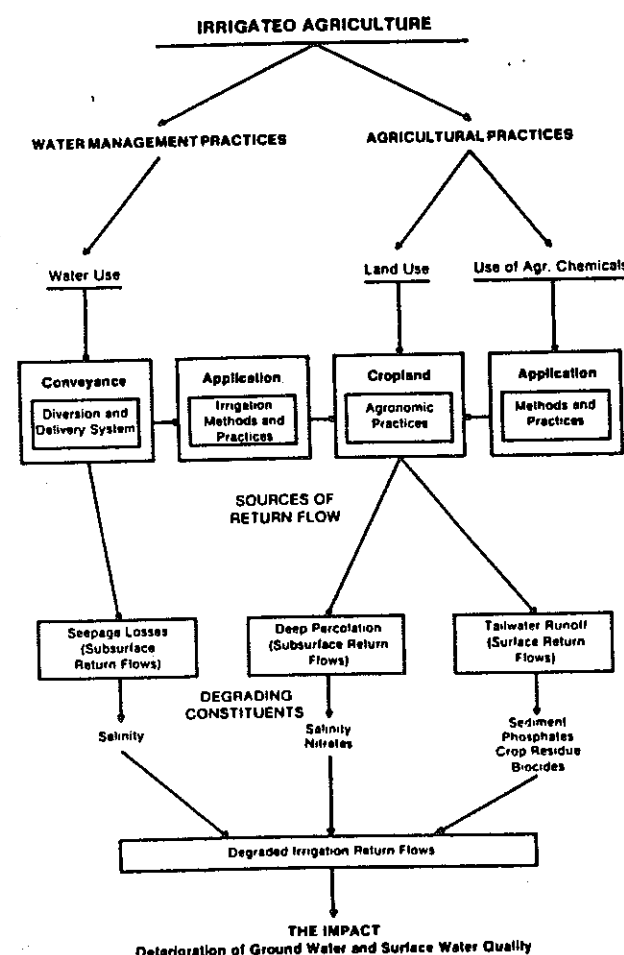 IRRIGATED AGRICULTURE
WATER MANAGEMENT PRACTICES
AGRICULTURAL PRACTICES
Water Use
Land Use
Use of Agr. Chemicals
Conveyance
Diversion and
Delivery System
Application
Irrigation
Methods and
Practices
Cropland
Agronomic
Practices
Application
Methods and
Practices
SOURCES OF
RETURN FLOW
Seepage Losses
(Subsurface
Return Flows)
Deep Percolation
(Subsurface Return
Flows)
Tailwater Runoff
(Surface Return
Flows)
DEGRADING
CONSTITUENTS
Salinity
Salinity
Nitrates
Sediment
Phosphates
Crop Residue
Biocides
Degraded Irrigation Return Flows
THE IMPACT
Deterioration of Ground Water and Surface Water Quality